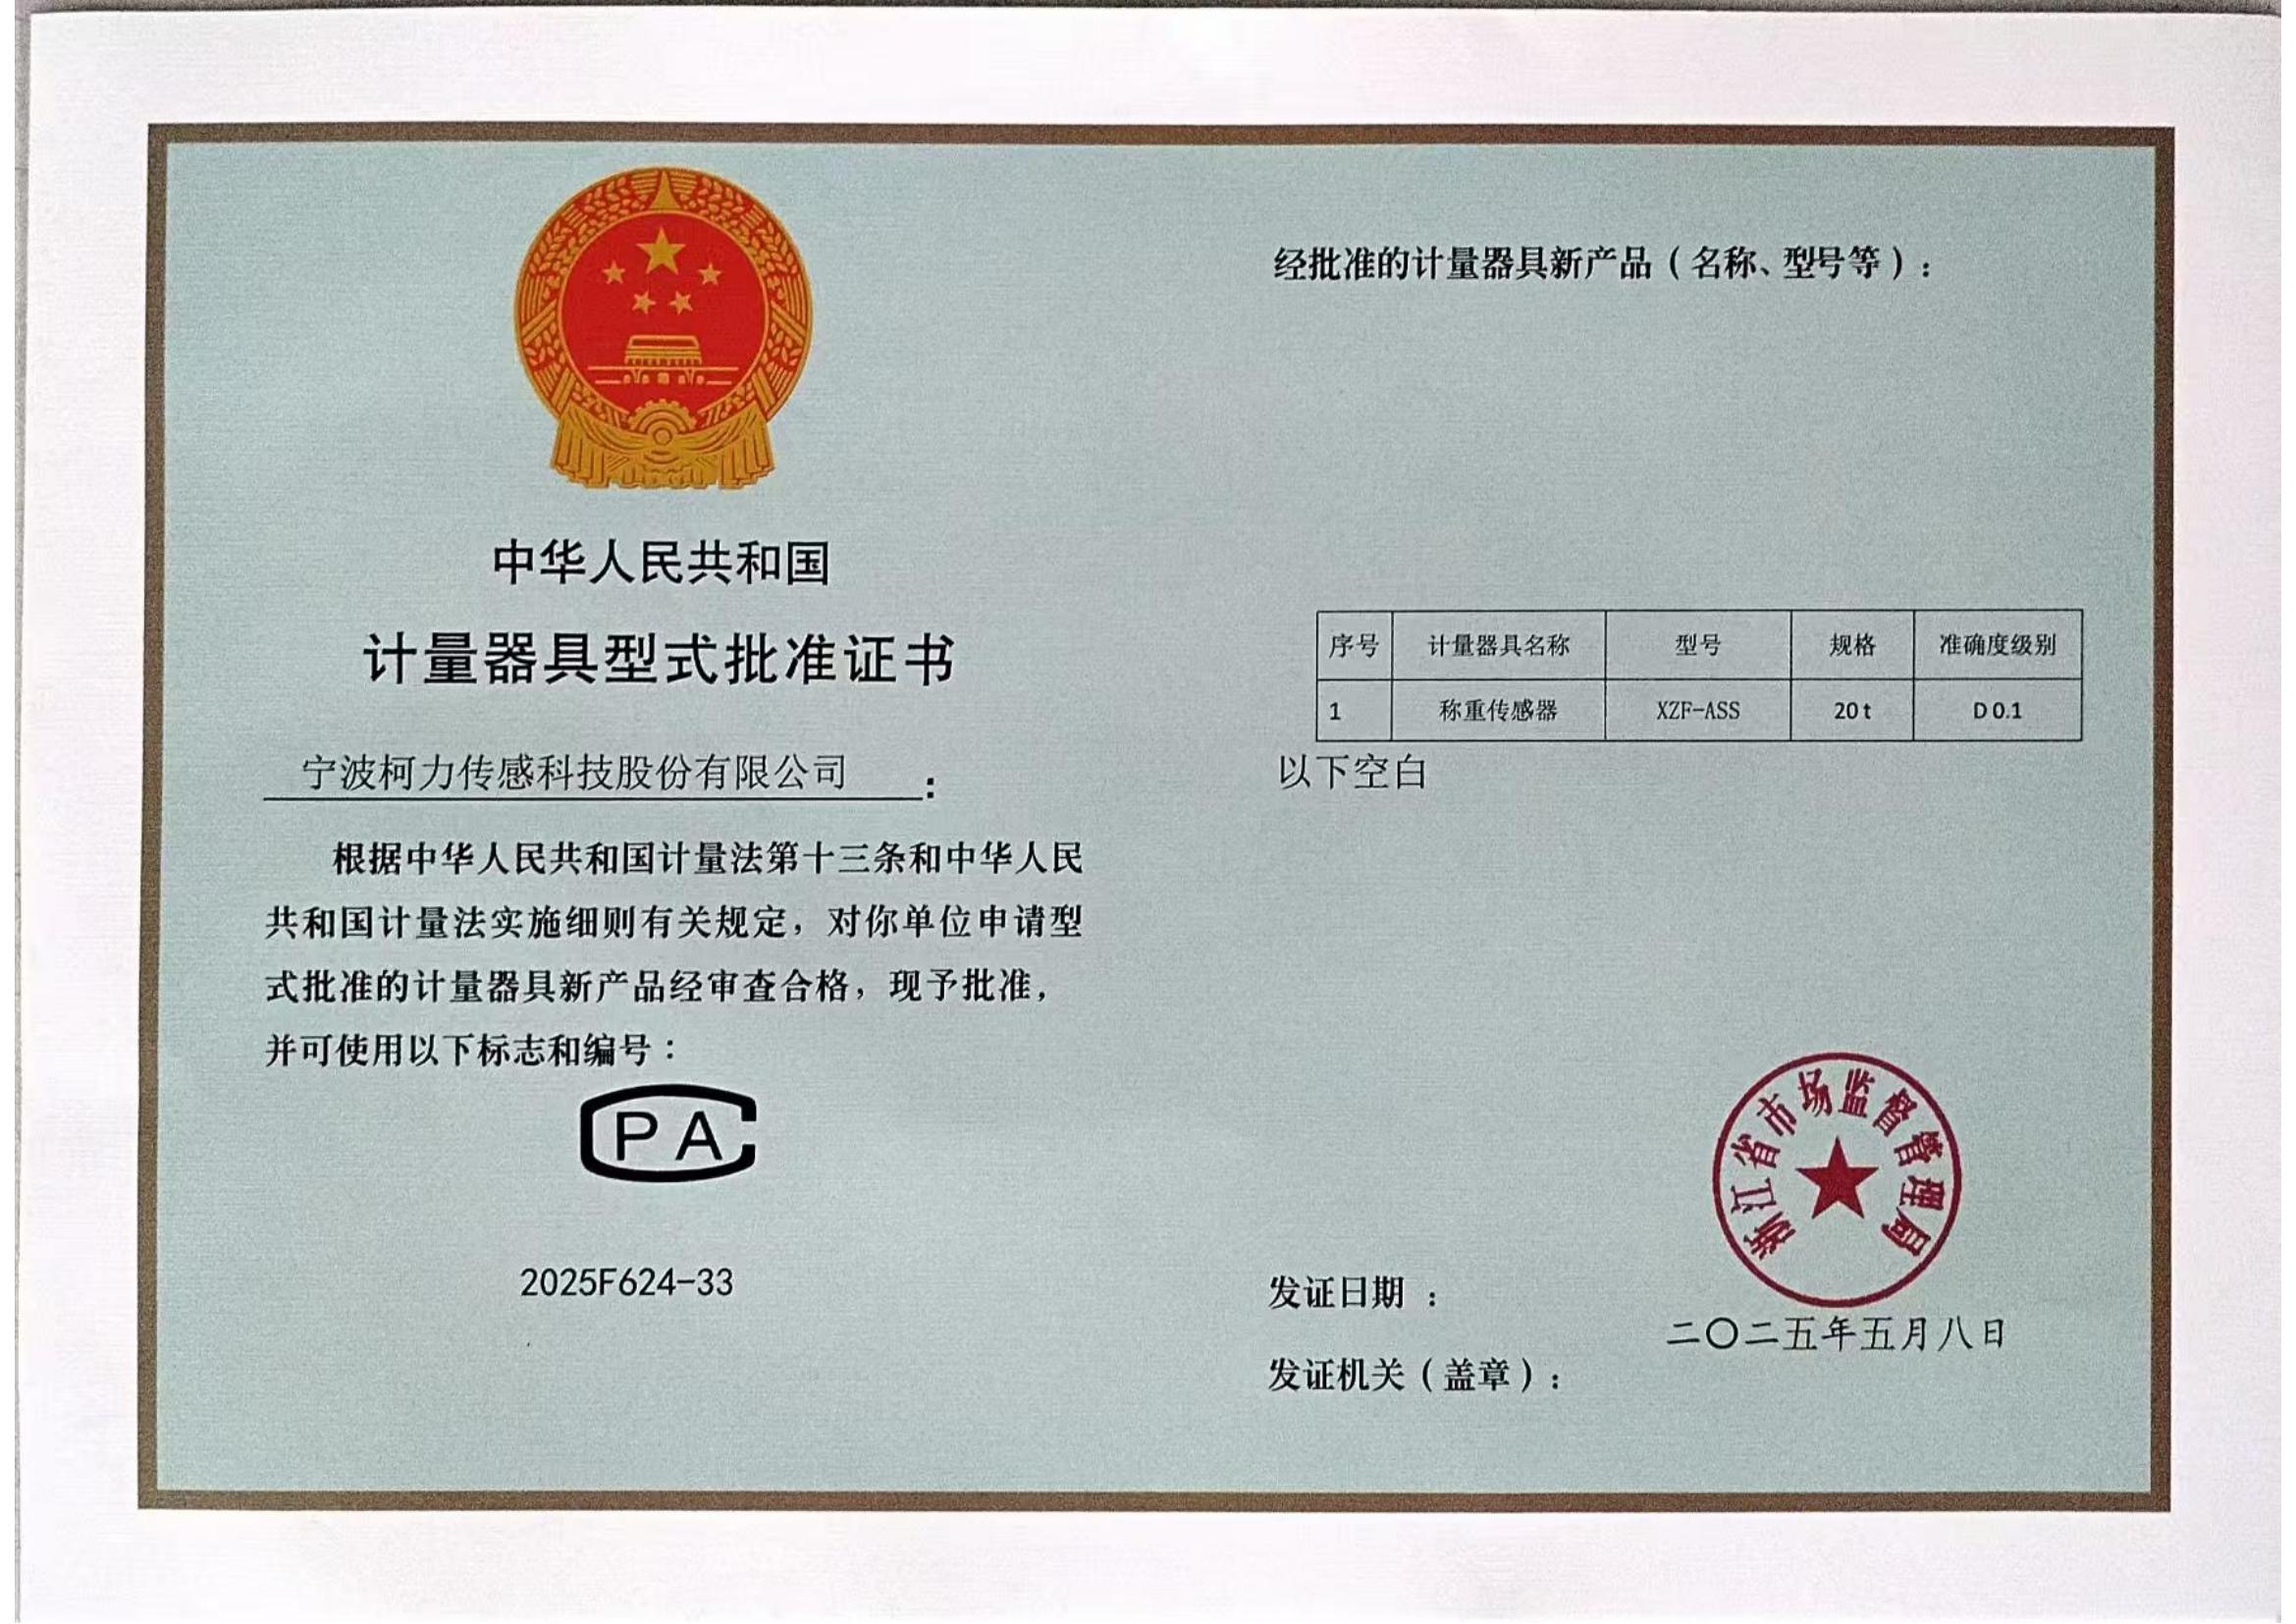 中华人民共和国
计量器具型式批准证书
宁波柯力传感科技股份有限公司：
根据中华人民共和国计量法第十三条和中华人民
共和国计量法实施细则有关规定，对你单位申请型
式批准的计量器具新产品经审查合格，现予批准，
并可使用以下标志和编号：
CPA
2025F624-33
经批准的计量器具新产品（名称、型号等）：
序号 计量器具名称 型号 规格 准确度级别
1 称重传感器 XZF-ASS 20 t D 0.1
以下空白
浙江省市场监督管理局
发证日期：
二〇二五年五月八日
发证机关（盖章）：